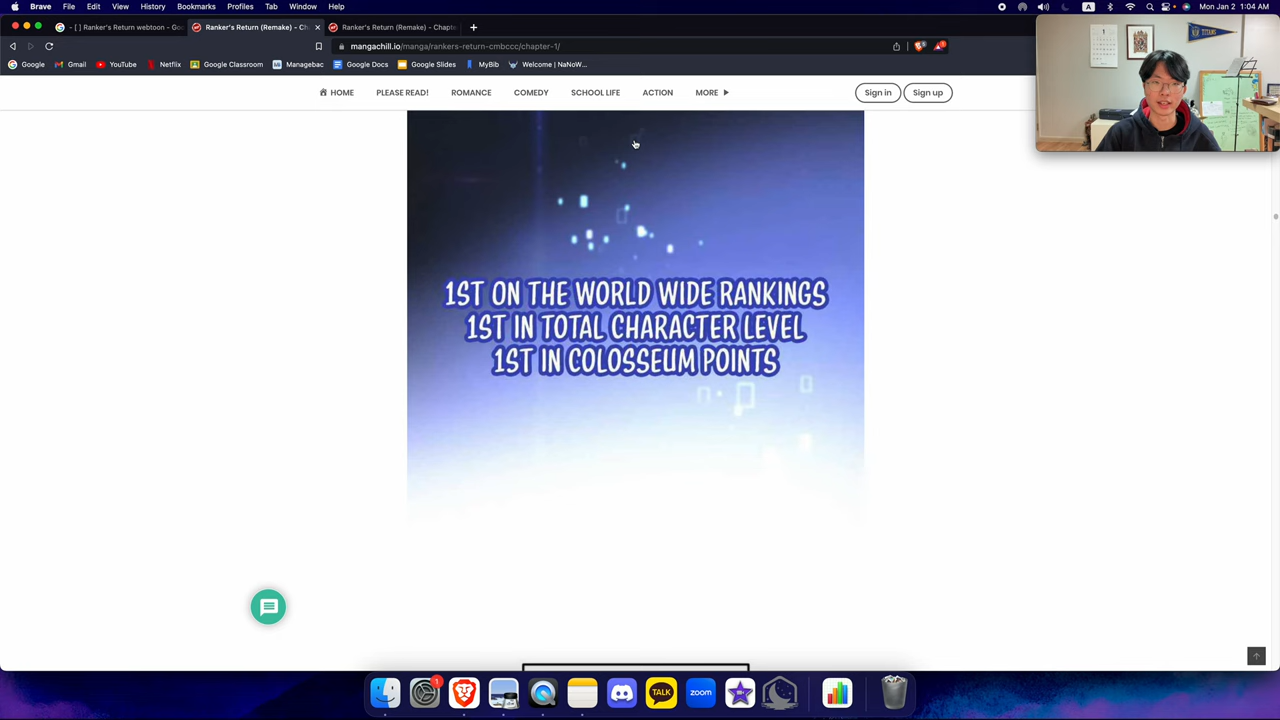 Brave File Edit View History Bookmarks Profiles Tab Window Help
A
Mon Jan 2 1:04 AM
- [ ] Ranker's Return webtoon - Goo
Ranker's Return (Remake) - Cha
Ranker's Return (Remake) - Chapte
mangachill.io/manga/rankers-return-cmbccc/chapter-1/
Google Gmail YouTube Netflix Google Classroom Managebac Google Docs Google Slides MyBib Welcome | NaNoW...
HOME PLEASE READ! ROMANCE COMEDY SCHOOL LIFE ACTION MORE
Sign in Sign up
TITANS
1ST ON THE WORLD WIDE RANKINGS
1ST IN TOTAL CHARACTER LEVEL
1ST IN COLOSSEUM POINTS
1
TALK
zoom